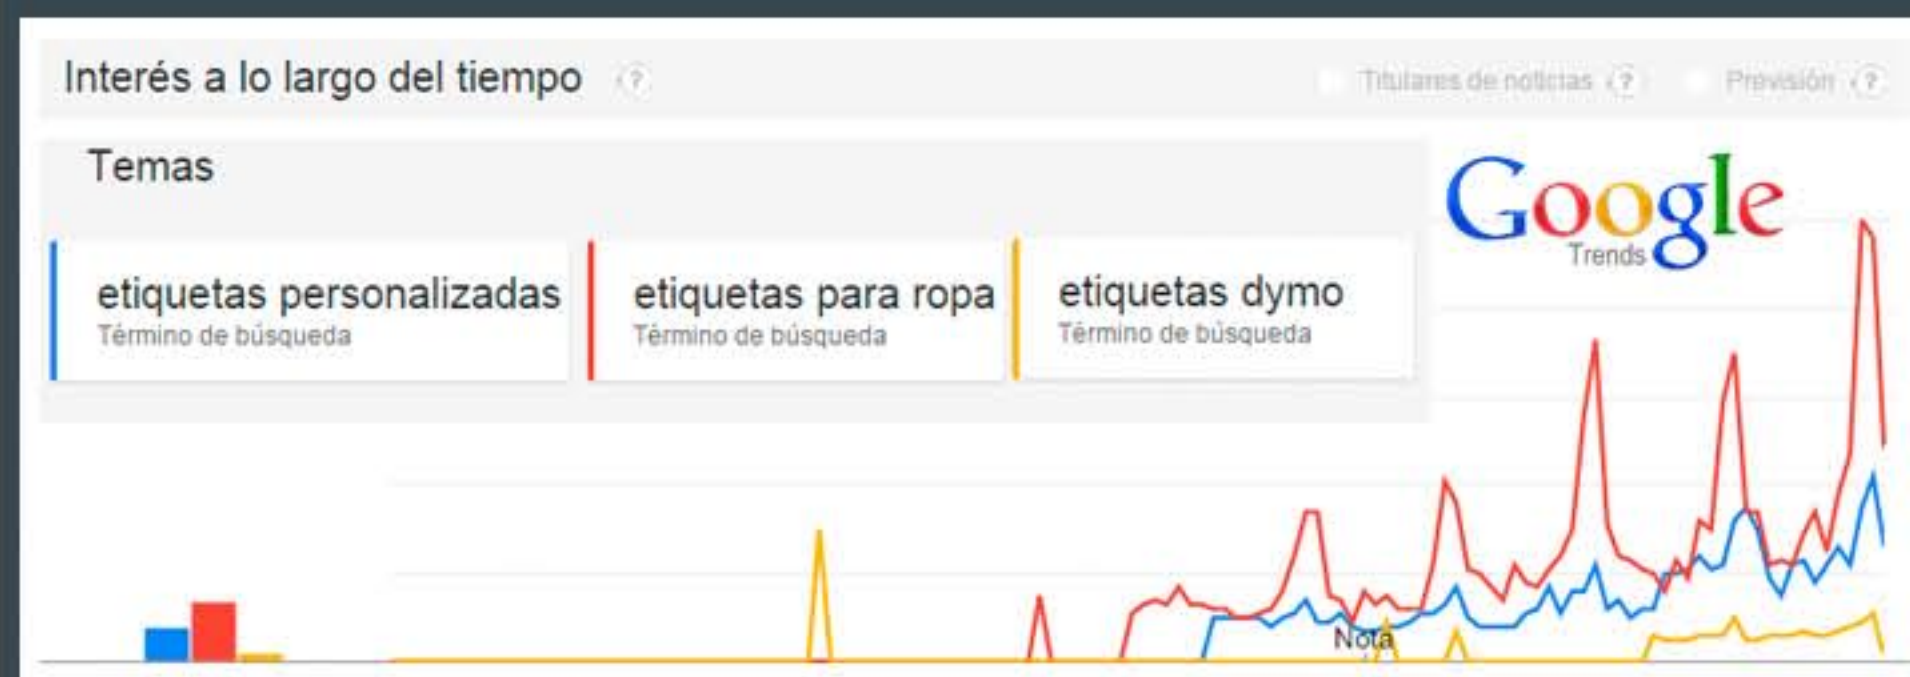 Interés a lo largo del tiempo ?
Titulares de noticias ?
Previsión ?
Temas
Google
Trends
etiquetas personalizadas
Término de búsqueda
etiquetas para ropa
Término de búsqueda
etiquetas dymo
Término de búsqueda
Nota